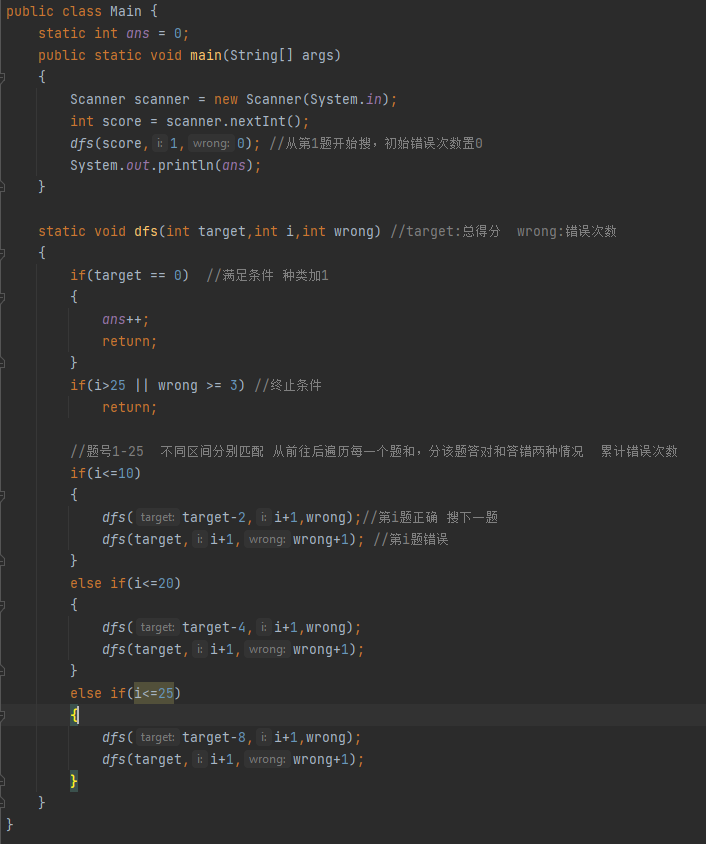 public class Main {
static int ans = 0;
public static void main(String[] args)
{
Scanner scanner = new Scanner(System.in);
int score = scanner.nextInt();
dfs(score, i: 1, wrong: 0); //从第1题开始搜，初始错误次数置0
System.out.println(ans);
}
static void dfs(int target,int i,int wrong) //target:总得分 wrong:错误次数
{
if(target == 0) //满足条件 种类加1
{
ans++;
return;
}
if(i>25 || wrong >= 3) //终止条件
return;
//题号1-25 不同区间分别匹配 从前往后遍历每一个题和，分该题答对和答错两种情况 累计错误次数
if(i<=10)
{
dfs( target: target-2, i: i+1,wrong);//第i题正确 搜下一题
dfs(target, i: i+1, wrong: wrong+1); //第i题错误
}
else if(i<=20)
{
dfs( target: target-4, i: i+1,wrong);
dfs(target, i: i+1, wrong: wrong+1);
}
else if(i<=25)
{
dfs( target: target-8, i: i+1,wrong);
dfs(target, i: i+1, wrong: wrong+1);
}
}
}